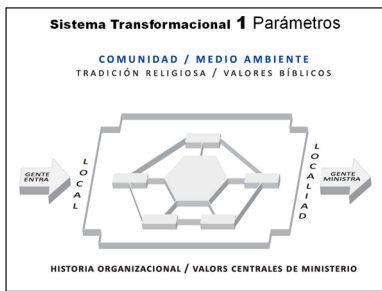 Sistema Transformacional 1 Parámetros
COMUNIDAD / MEDIO AMBIENTE
TRADICIÓN RELIGIOSA / VALORES BÍBLICOS
GENTE
ENTRA
LOCAL
LOCALIAD
GENTE
MINISTRA
HISTORIA ORGANIZACIONAL / VALORS CENTRALES DE MINISTERIO